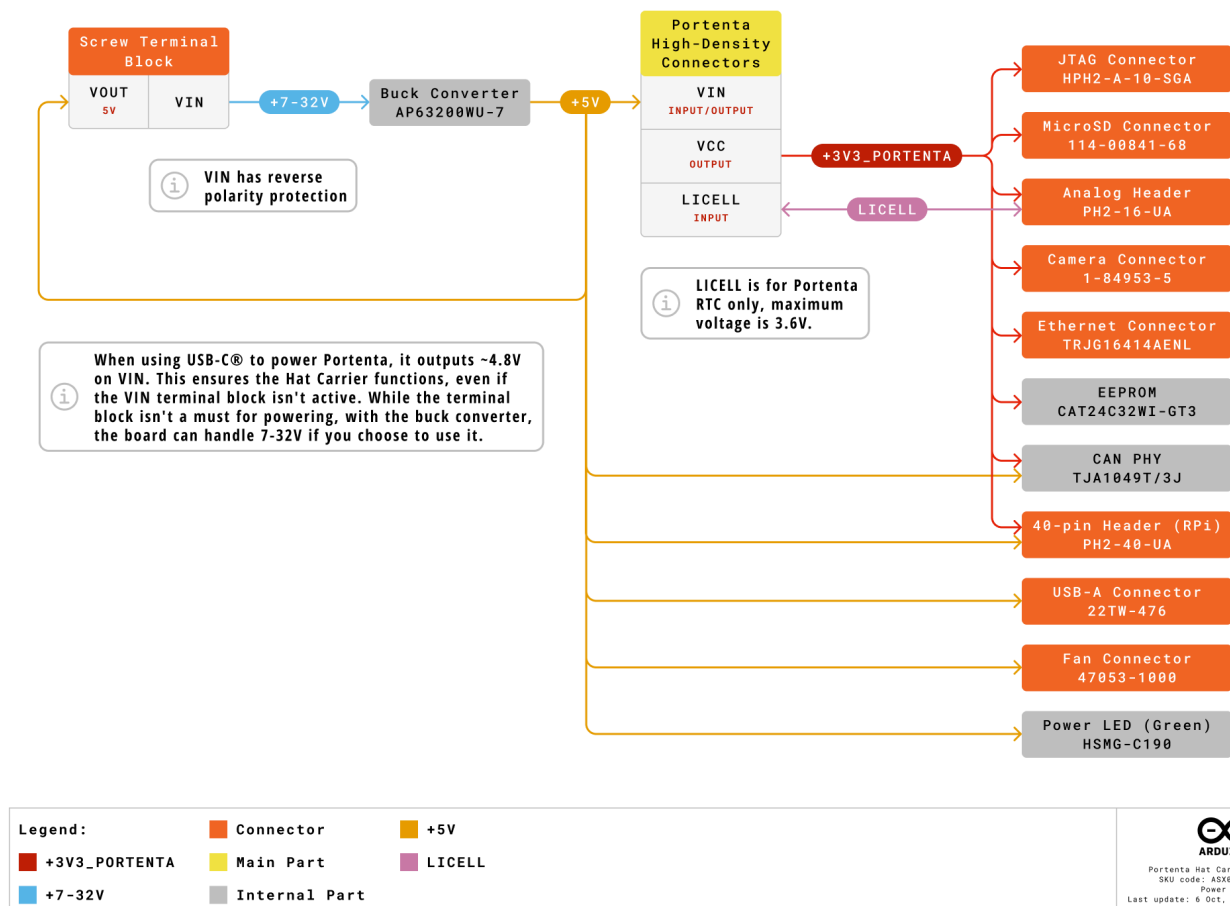 Screw Terminal
Block
VOUT
5V
VIN
+7-32V
Buck Converter
AP63200WU-7
+5V
Portenta
High-Density
Connectors
VIN
INPUT/OUTPUT
VCC
OUTPUT
LICELL
INPUT
+3V3_PORTENTA
LICELL
VIN has reverse
polarity protection
LICELL is for Portenta
RTC only, maximum
voltage is 3.6V.
When using USB-C® to power Portenta, it outputs ~4.8V
on VIN. This ensures the Hat Carrier functions, even if
the VIN terminal block isn't active. While the terminal
block isn't a must for powering, with the buck converter,
the board can handle 7-32V if you choose to use it.
JTAG Connector
HPH2-A-10-SGA
MicroSD Connector
114-00841-68
Analog Header
PH2-16-UA
Camera Connector
1-84953-5
Ethernet Connector
TRJG16414AENL
EEPROM
CAT24C32WI-GT3
CAN PHY
TJA1049T/3J
40-pin Header (RPi)
PH2-40-UA
USB-A Connector
22TW-476
Fan Connector
47053-1000
Power LED (Green)
HSMG-C190
Legend:
Connector
+5V
+3V3_PORTENTA
Main Part
LICELL
+7-32V
Internal Part
Portenta Hat
SKU code:
Power
Last update: 6 Oct,